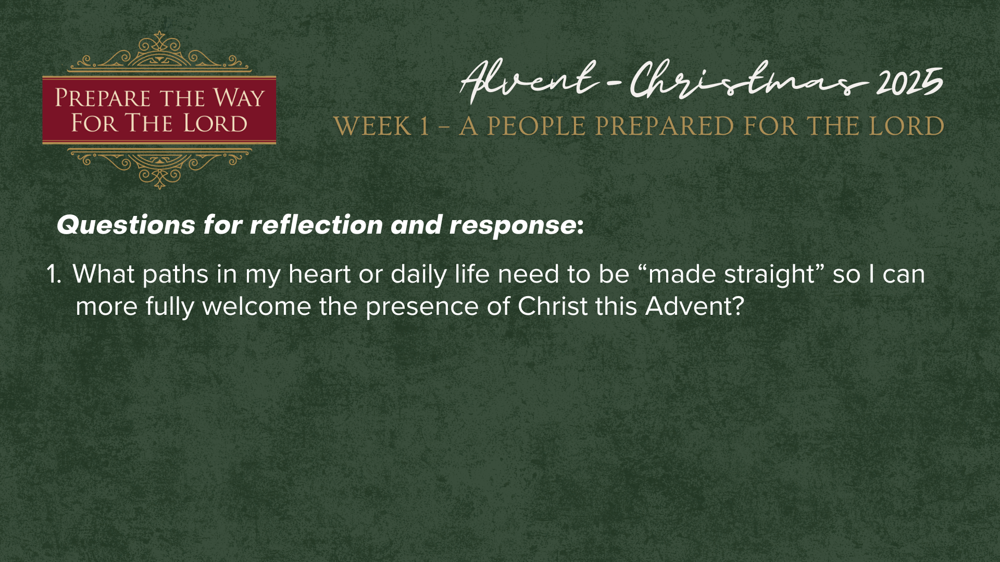 PREPARE THE WAY
FOR THE LORD
Advent - Christmas 2025
WEEK 1 – A PEOPLE PREPARED FOR THE LORD
Questions for reflection and response:
1. What paths in my heart or daily life need to be “made straight” so I can
more fully welcome the presence of Christ this Advent?